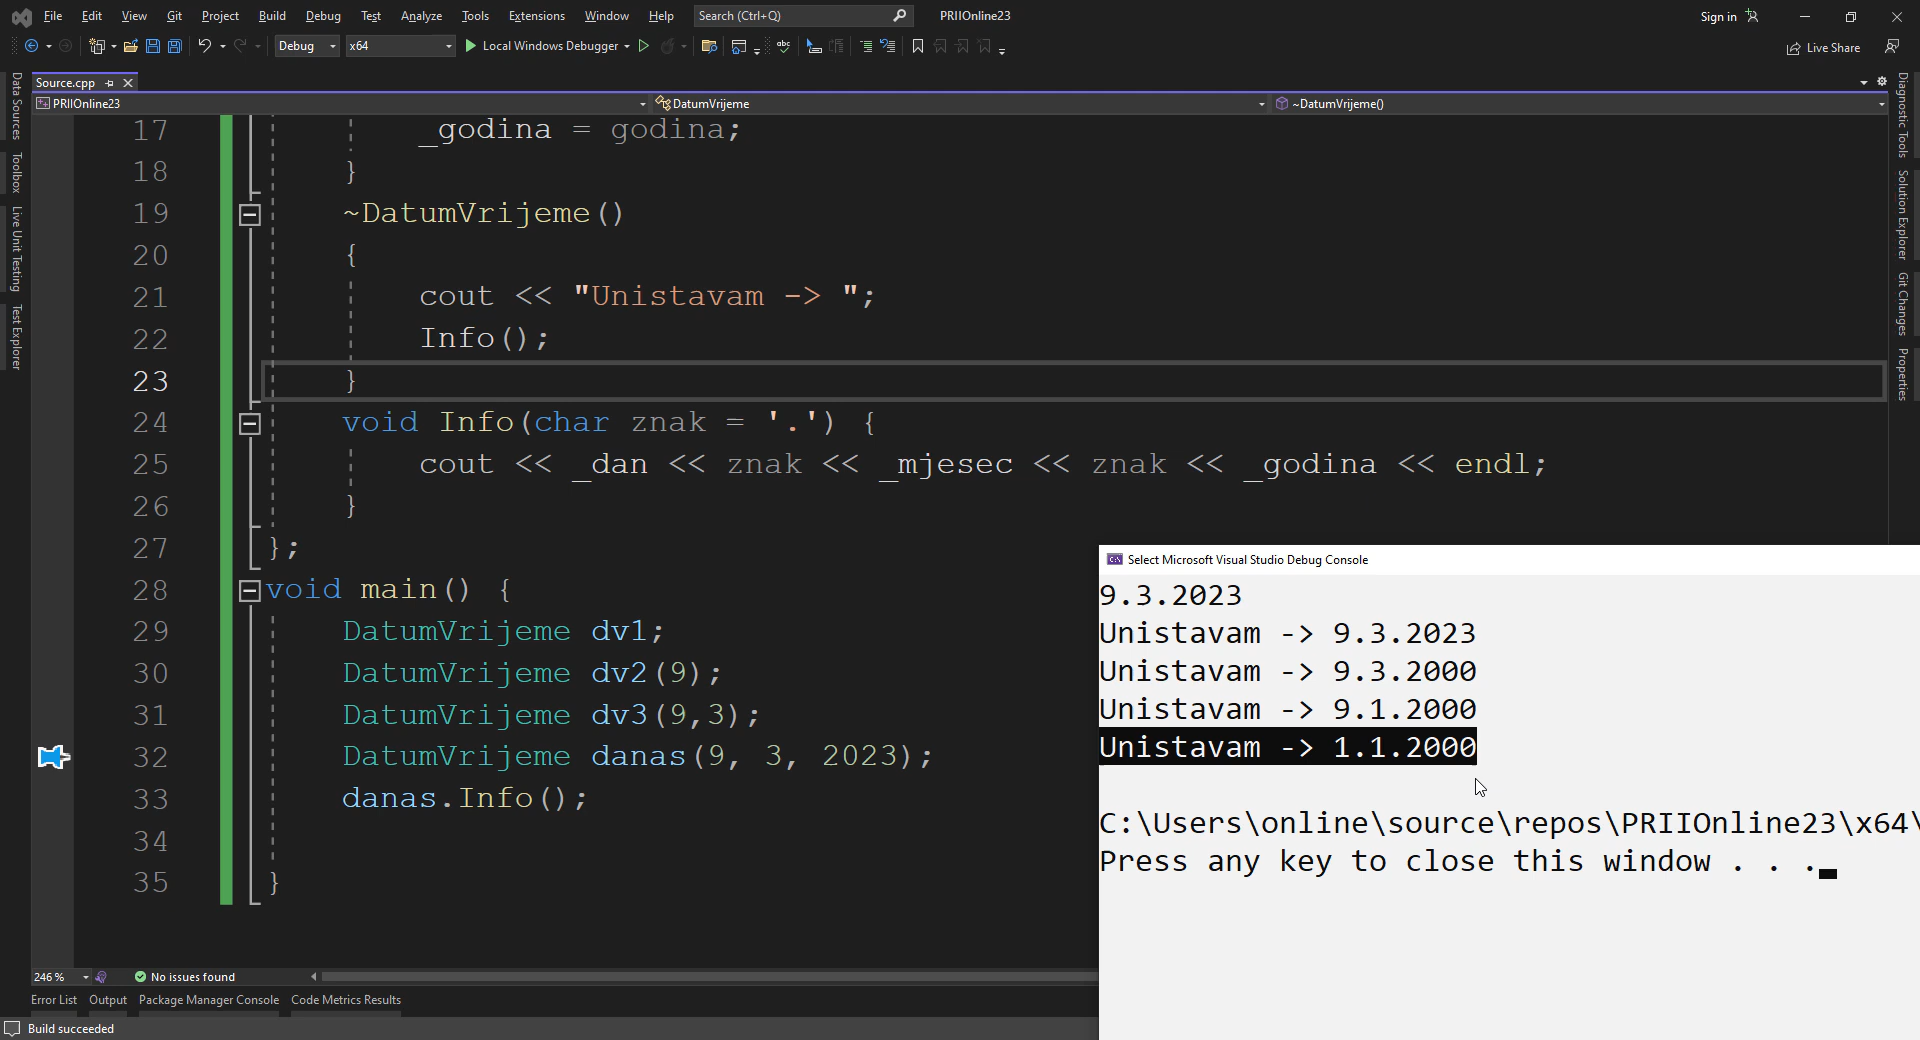 File Edit View Git Project Build Debug Test Analyze Tools Extensions Window Help Search (Ctrl+Q) PRIIOnline23 Sign in
Debug x64 Local Windows Debugger Live Share
Source.cpp
PRIIOnline23 DatumVrijeme ~DatumVrijeme()
Data Sources
Toolbox
Live Unit Testing
Test Explorer
17 _godina = godina;
18 }
19 ~DatumVrijeme()
20 {
21 cout << "Unistavam -> ";
22 Info();
23 }
24 void Info(char znak = '.') {
25 cout << _dan << znak << _mjesec << znak << _godina << endl;
26 }
27 };
28 void main() {
29 DatumVrijeme dv1;
30 DatumVrijeme dv2(9);
31 DatumVrijeme dv3(9,3);
32 DatumVrijeme danas(9, 3, 2023);
33 danas.Info();
34
35 }
Diagnostic Tools
Solution Explorer
Git Changes
Properties
Select Microsoft Visual Studio Debug Console
9.3.2023
Unistavam -> 9.3.2023
Unistavam -> 9.3.2000
Unistavam -> 9.1.2000
Unistavam -> 1.1.2000
C:\Users\online\source\repos\PRIIOnline23\x64\
Press any key to close this window . . .
246 % No issues found
Error List Output Package Manager Console Code Metrics Results
Build succeeded